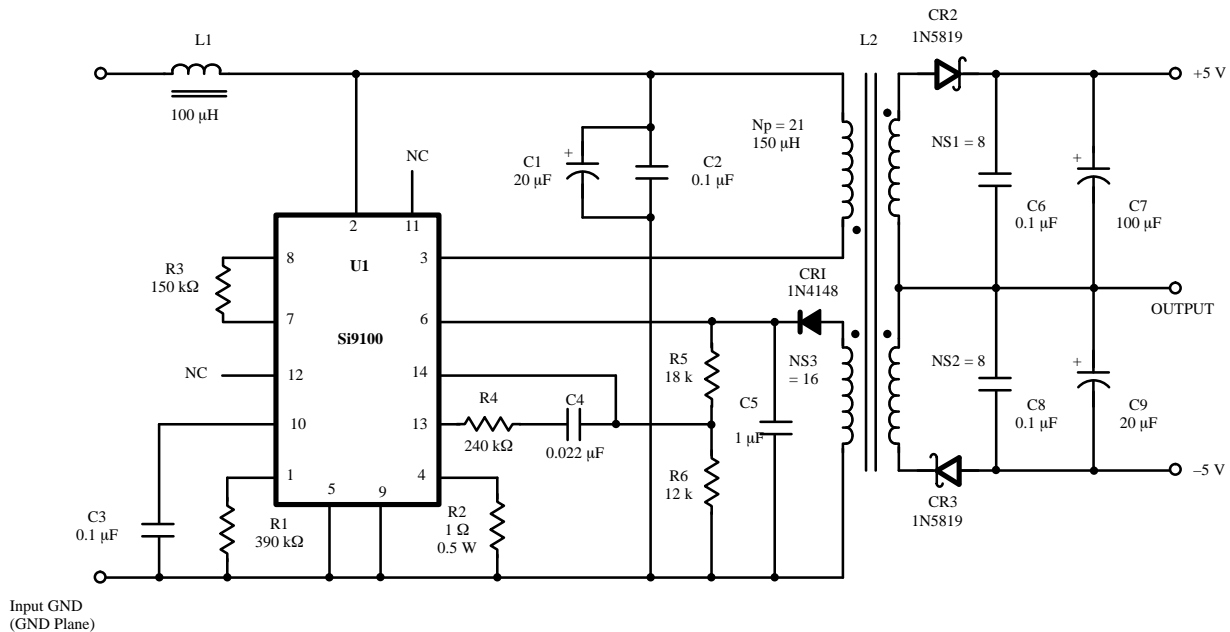 L1
100 µH
L2
CR2
1N5819
+5 V
Np = 21
150 µH
NS1 = 8
C1
+
20 µF
C2
0.1 µF
C6
0.1 µF
+
C7
100 µF
NC
2
11
U1
Si9100
8
7
12
10
1
5
9
3
6
14
13
4
R3
150 kΩ
NC
CRI
1N4148
OUTPUT
R5
18 k
NS3
= 16
NS2 = 8
R4
240 kΩ
C4
0.022 µF
C5
1 µF
C8
0.1 µF
+
C9
20 µF
R6
12 k
–5 V
CR3
1N5819
C3
0.1 µF
R1
390 kΩ
R2
1 Ω
0.5 W
Input GND
(GND Plane)